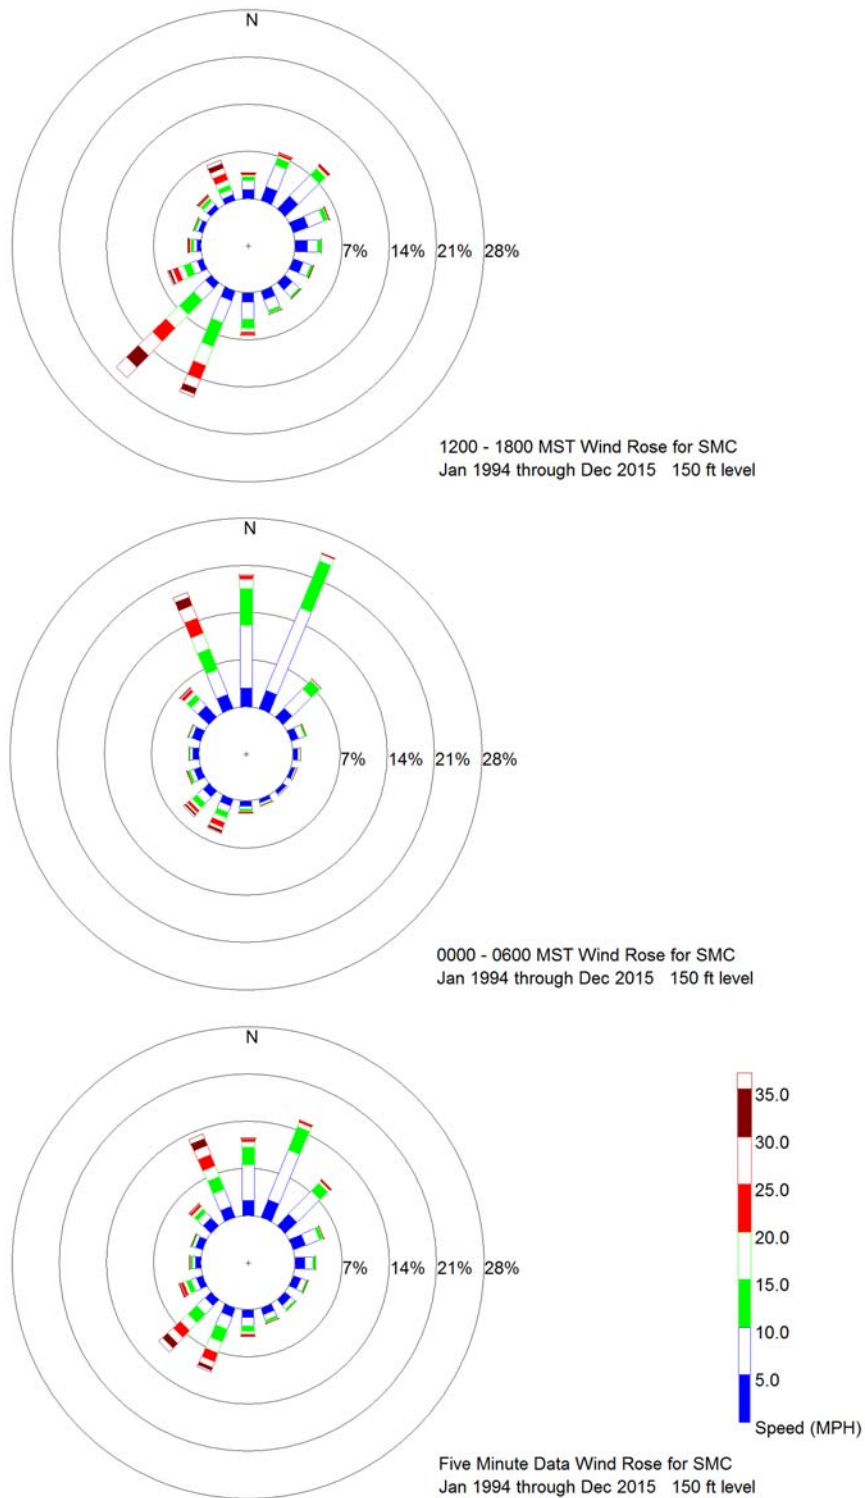 N
7% 14% 21% 28%
1200 - 1800 MST Wind Rose for SMC
Jan 1994 through Dec 2015 150 ft level
N
7% 14% 21% 28%
0000 - 0600 MST Wind Rose for SMC
Jan 1994 through Dec 2015 150 ft level
N
7% 14% 21% 28%
35.0
30.0
25.0
20.0
15.0
10.0
5.0
Speed (MPH)
Five Minute Data Wind Rose for SMC
Jan 1994 through Dec 2015 150 ft level